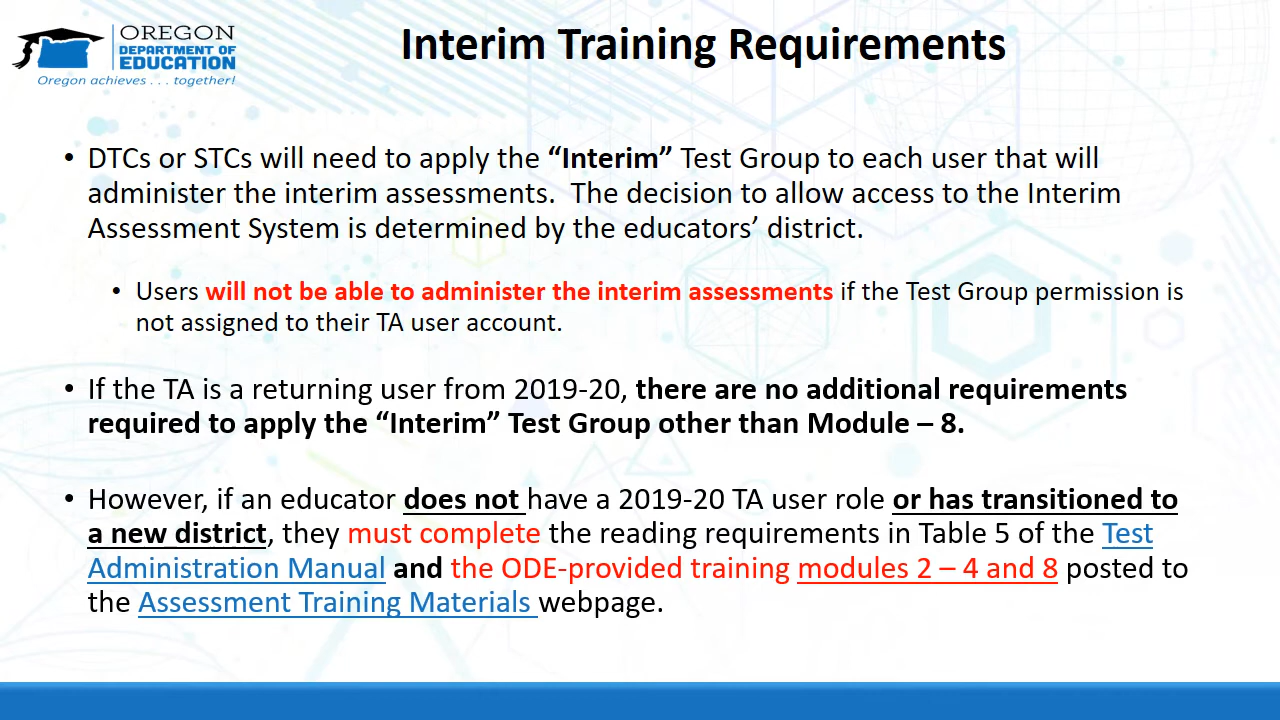 OREGON
DEPARTMENT OF
EDUCATION
Oregon achieves . . . together!
Interim Training Requirements
• DTCs or STCs will need to apply the “Interim” Test Group to each user that will
administer the interim assessments.  The decision to allow access to the Interim
Assessment System is determined by the educators’ district.
• Users will not be able to administer the interim assessments if the Test Group permission is
not assigned to their TA user account.
• If the TA is a returning user from 2019-20, there are no additional requirements
required to apply the “Interim” Test Group other than Module – 8.
• However, if an educator does not have a 2019-20 TA user role or has transitioned to
a new district, they must complete the reading requirements in Table 5 of the Test
Administration Manual and the ODE-provided training modules 2 – 4 and 8 posted to
the Assessment Training Materials webpage.